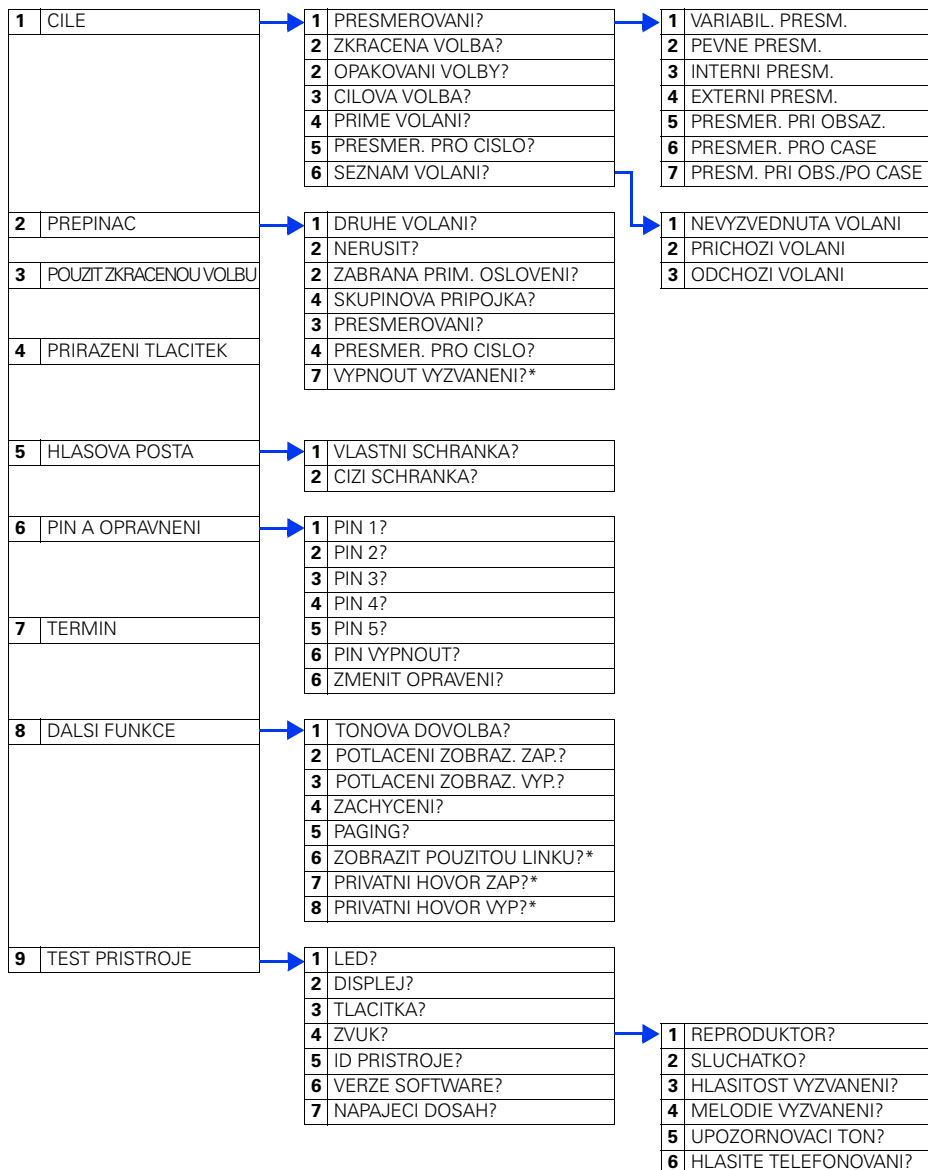 1 CILE
1 PRESMEROVANI?
2 ZKRACENA VOLBA?
2 OPAKOVANI VOLBY?
3 CILOVA VOLBA?
4 PRIME VOLANI?
5 PRESMER. PRO CISLO?
6 SEZNAM VOLANI?
1 VARIABIL. PRESM.
2 PEVNE PRESM.
3 INTERNI PRESM.
4 EXTERNI PRESM.
5 PRESMER. PRI OBSAZ.
6 PRESMER. PRO CASE
7 PRESM. PRI OBS./PO CASE
1 NEVYZVEDNUTA VOLANI
2 PRICHOZI VOLANI
3 ODCHOZI VOLANI
2 PREPINAC
1 DRUHE VOLANI?
2 NERUSIT?
2 ZABRANA PRIM. OSLOVENI?
4 SKUPINOVA PRIPOJKA?
3 PRESMEROVANI?
4 PRESMER. PRO CISLO?
7 VYPNOUT VYZVANENI?*
3 POUZIT ZKRACENOU VOLBU
4 PRIRAZENI TLACITEK
5 HLASOVA POSTA
1 VLASTNI SCHRANKA?
2 CIZI SCHRANKA?
6 PIN A OPRAVNENI
1 PIN 1?
2 PIN 2?
3 PIN 3?
4 PIN 4?
5 PIN 5?
6 PIN VYPNOUT?
6 ZMENIT OPRAVENI?
7 TERMIN
8 DALSI FUNKCE
1 TONOVA DOVOLBA?
2 POTLACENI ZOBRAZ. ZAP.?
3 POTLACENI ZOBRAZ. VYP.?
4 ZACHYCENI?
5 PAGING?
6 ZOBRAZIT POUZITOU LINKU?*
7 PRIVATNI HOVOR ZAP?*
8 PRIVATNI HOVOR VYP?*
9 TEST PRISTROJE
1 LED?
2 DISPLEJ?
3 TLACITKA?
4 ZVUK?
5 ID PRISTROJE?
6 VERZE SOFTWARE?
7 NAPAJECI DOSAH?
1 REPRODUKTOR?
2 SLUCHATKO?
3 HLASITOST VYZVANENI?
4 MELODIE VYZVANENI?
5 UPOZORNOVACI TON?
6 HLASITE TELEFONOVANI?